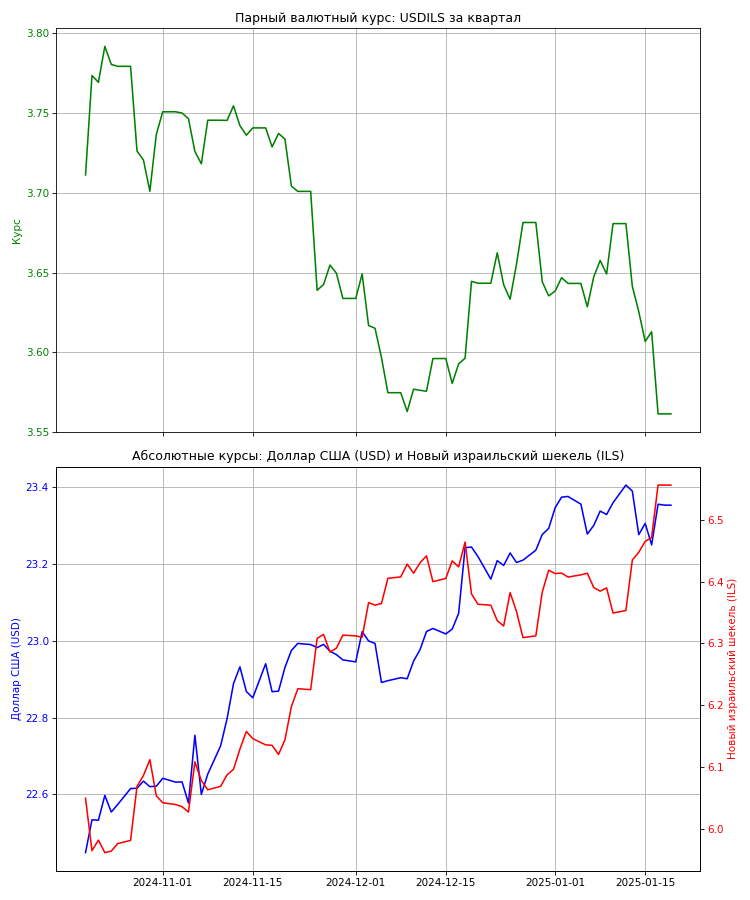 Парный валютный курс: USDILS за квартал
3.80
3.75
3.70
3.65
3.60
3.55
Курс
Абсолютные курсы: Доллар США (USD) и Новый израильский шекель (ILS)
23.4
23.2
23.0
22.8
22.6
Доллар США (USD)
6.5
6.4
6.3
6.2
6.1
6.0
Новый израильский шекель (ILS)
2024-11-01 2024-11-15 2024-12-01 2024-12-15 2025-01-01 2025-01-15